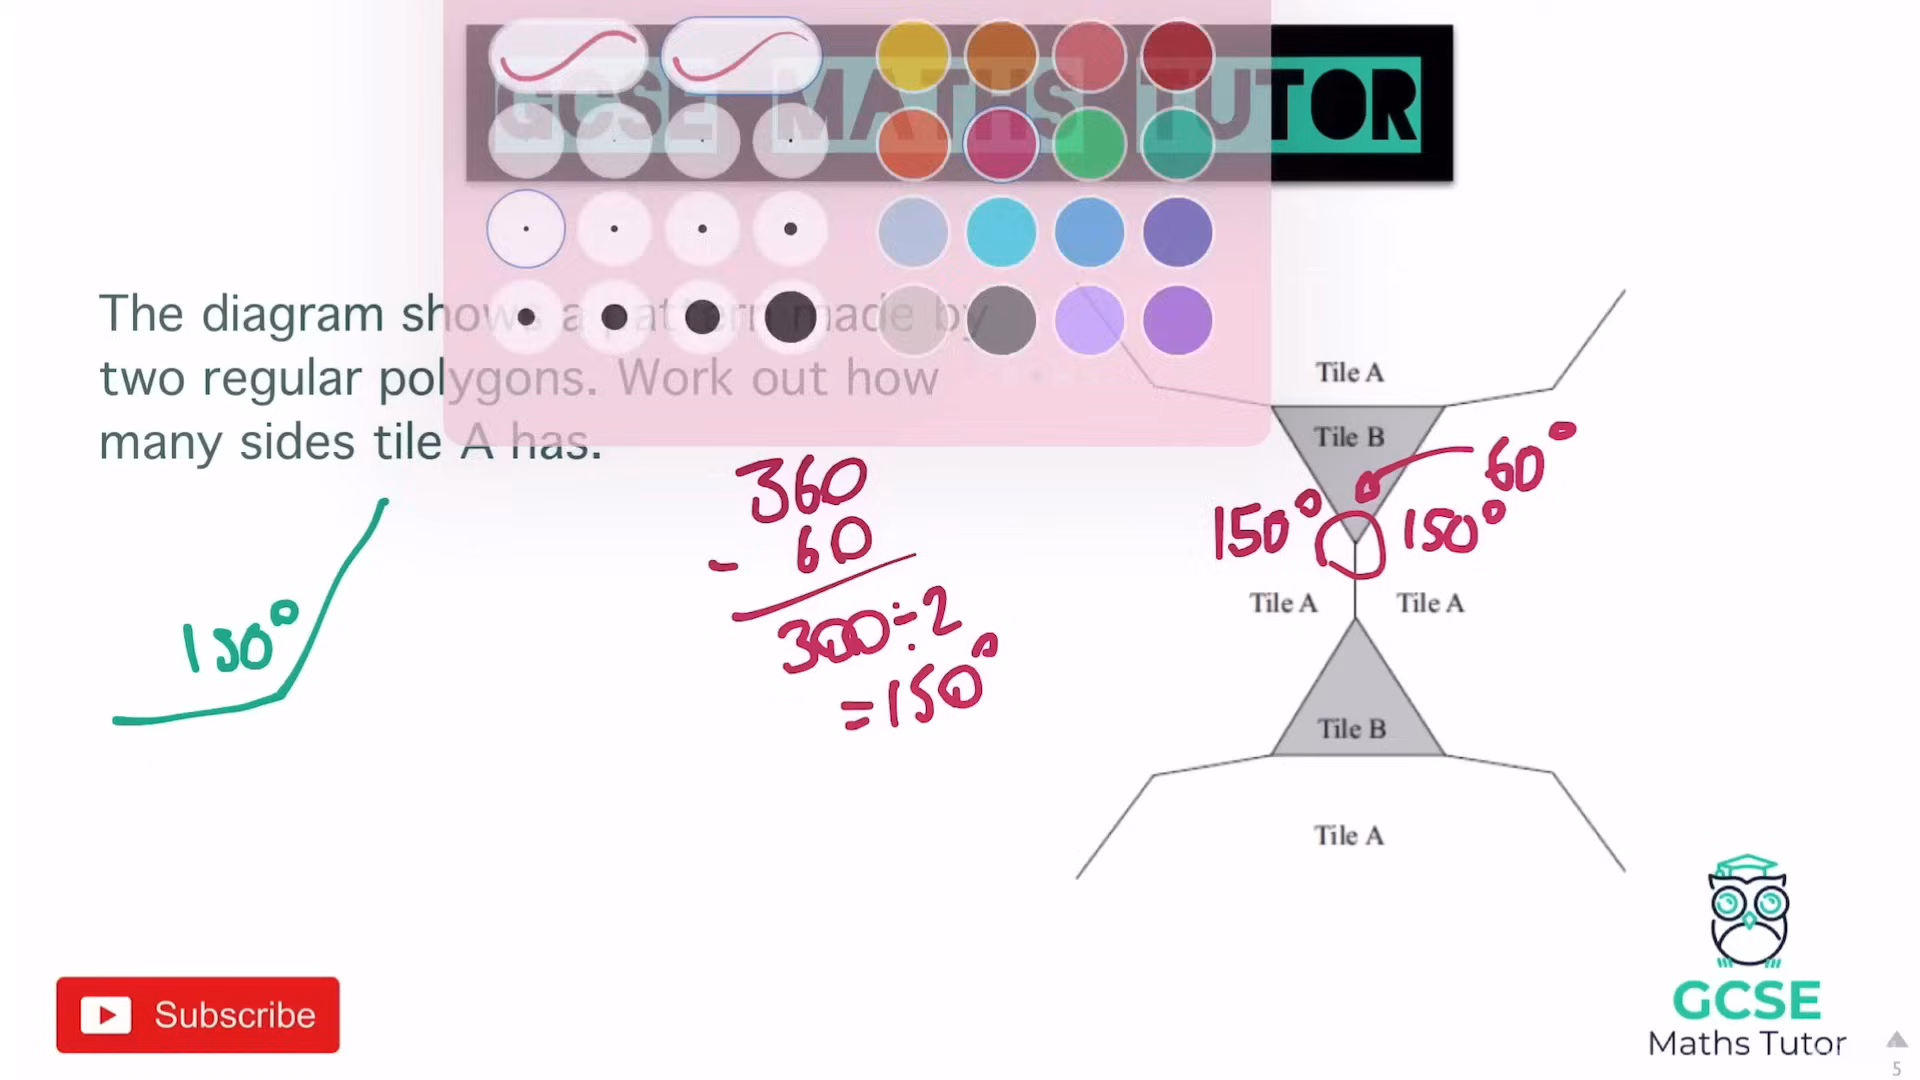 GCSE MATHS TUTOR
The diagram shows a pattern made by
two regular polygons. Work out how
many sides tile A has.
Tile A
Tile B
60°
150°
150°
Tile A
Tile A
Tile B
Tile A
360
- 60
300÷2
=150°
150°
Subscribe
GCSE
Maths Tutor
5